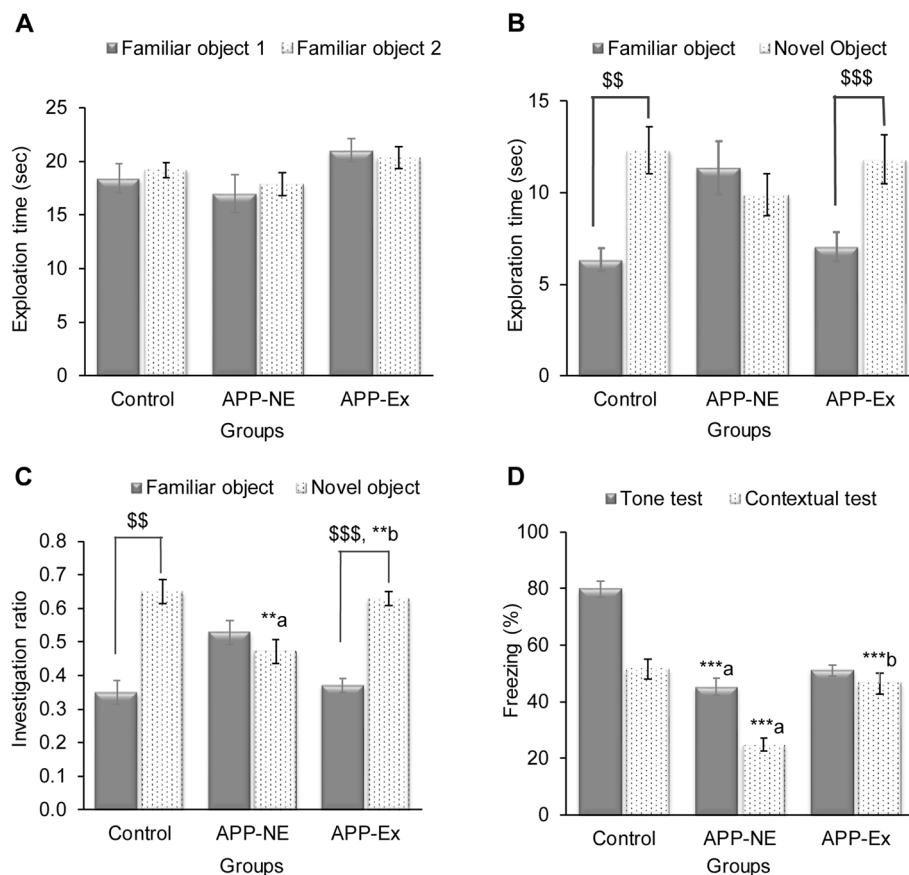 A
Familiar object 1 Familiar object 2
Exploation time (sec)
25
20
15
10
5
0
Control APP-NE APP-Ex
Groups
B
Familiar object Novel Object
Exploration time (sec)
15
10
5
0
$$
$$$
Control APP-NE APP-Ex
Groups
C
Familiar object Novel object
Investigation ratio
0.8
0.7
0.6
0.5
0.4
0.3
0.2
0.1
0.0
$$
**a
$$$, **b
Control APP-NE APP-Ex
Groups
D
Tone test Contextual test
Freezing (%)
100
80
60
40
20
0
***a
***a
***b
Control APP-NE APP-Ex
Groups